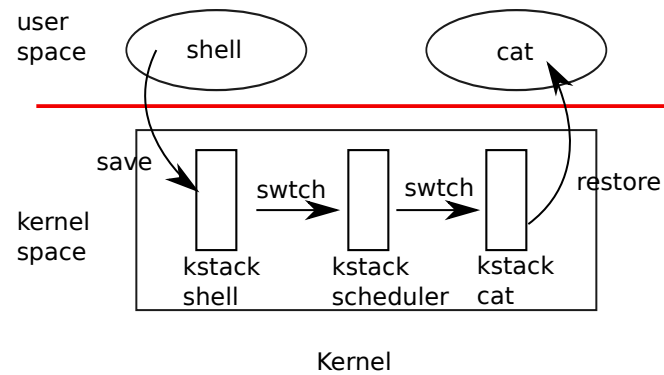 user
space
shell
cat
save
swtch
swtch
restore
kernel
space
kstack
shell
kstack
scheduler
kstack
cat
Kernel